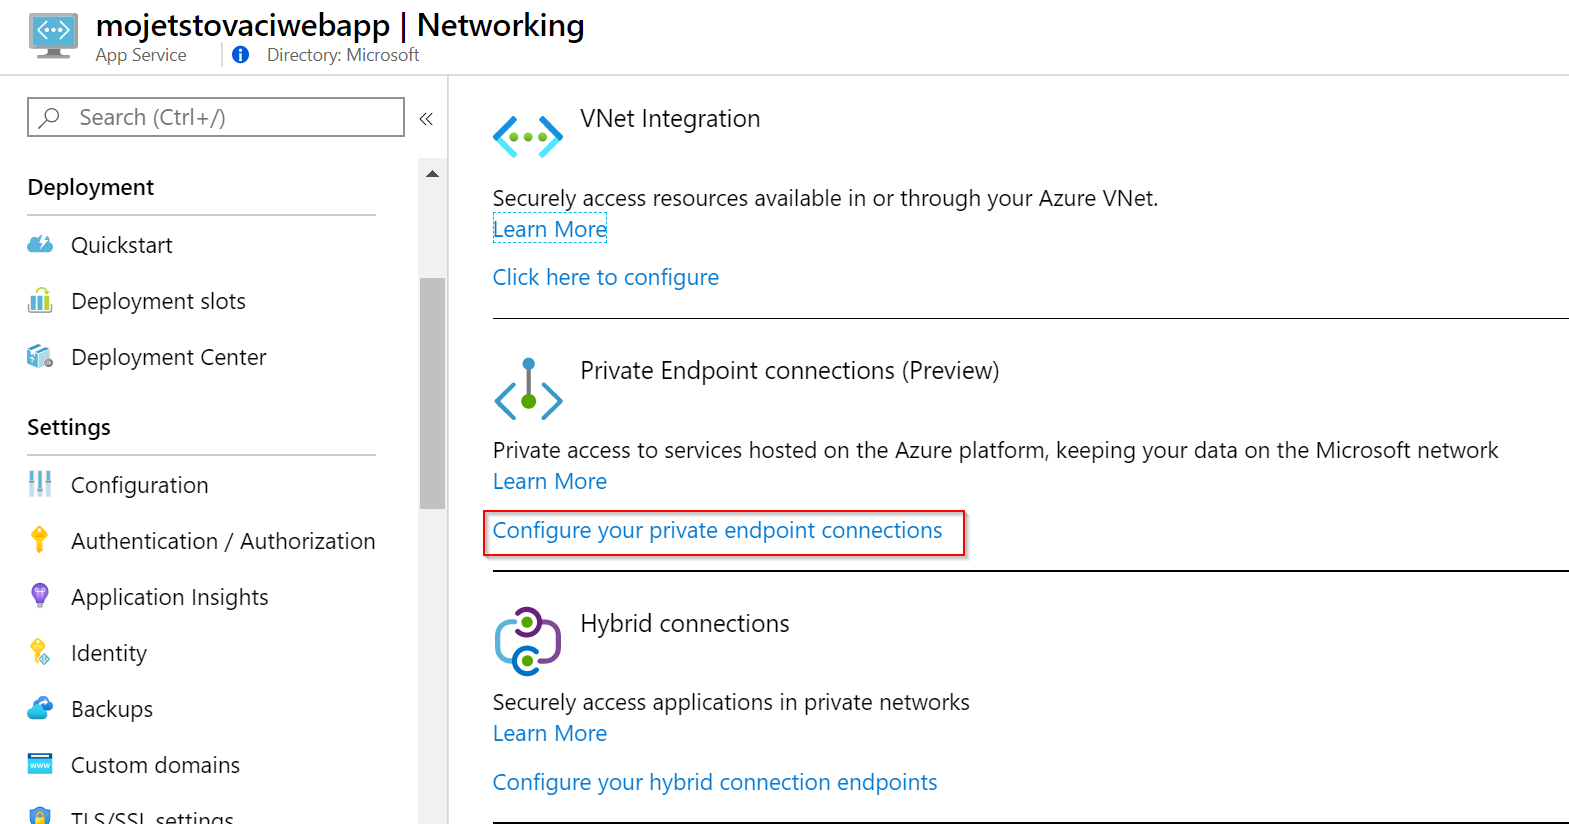 mojetstovaciwebapp | Networking
App Service
Directory: Microsoft
Search (Ctrl+/)
«
Deployment
Quickstart
Deployment slots
Deployment Center
Settings
Configuration
Authentication / Authorization
Application Insights
Identity
Backups
Custom domains
TLS/SSL settings
VNet Integration
Securely access resources available in or through your Azure VNet.
Learn More
Click here to configure
Private Endpoint connections (Preview)
Private access to services hosted on the Azure platform, keeping your data on the Microsoft network
Learn More
Configure your private endpoint connections
Hybrid connections
Securely access applications in private networks
Learn More
Configure your hybrid connection endpoints